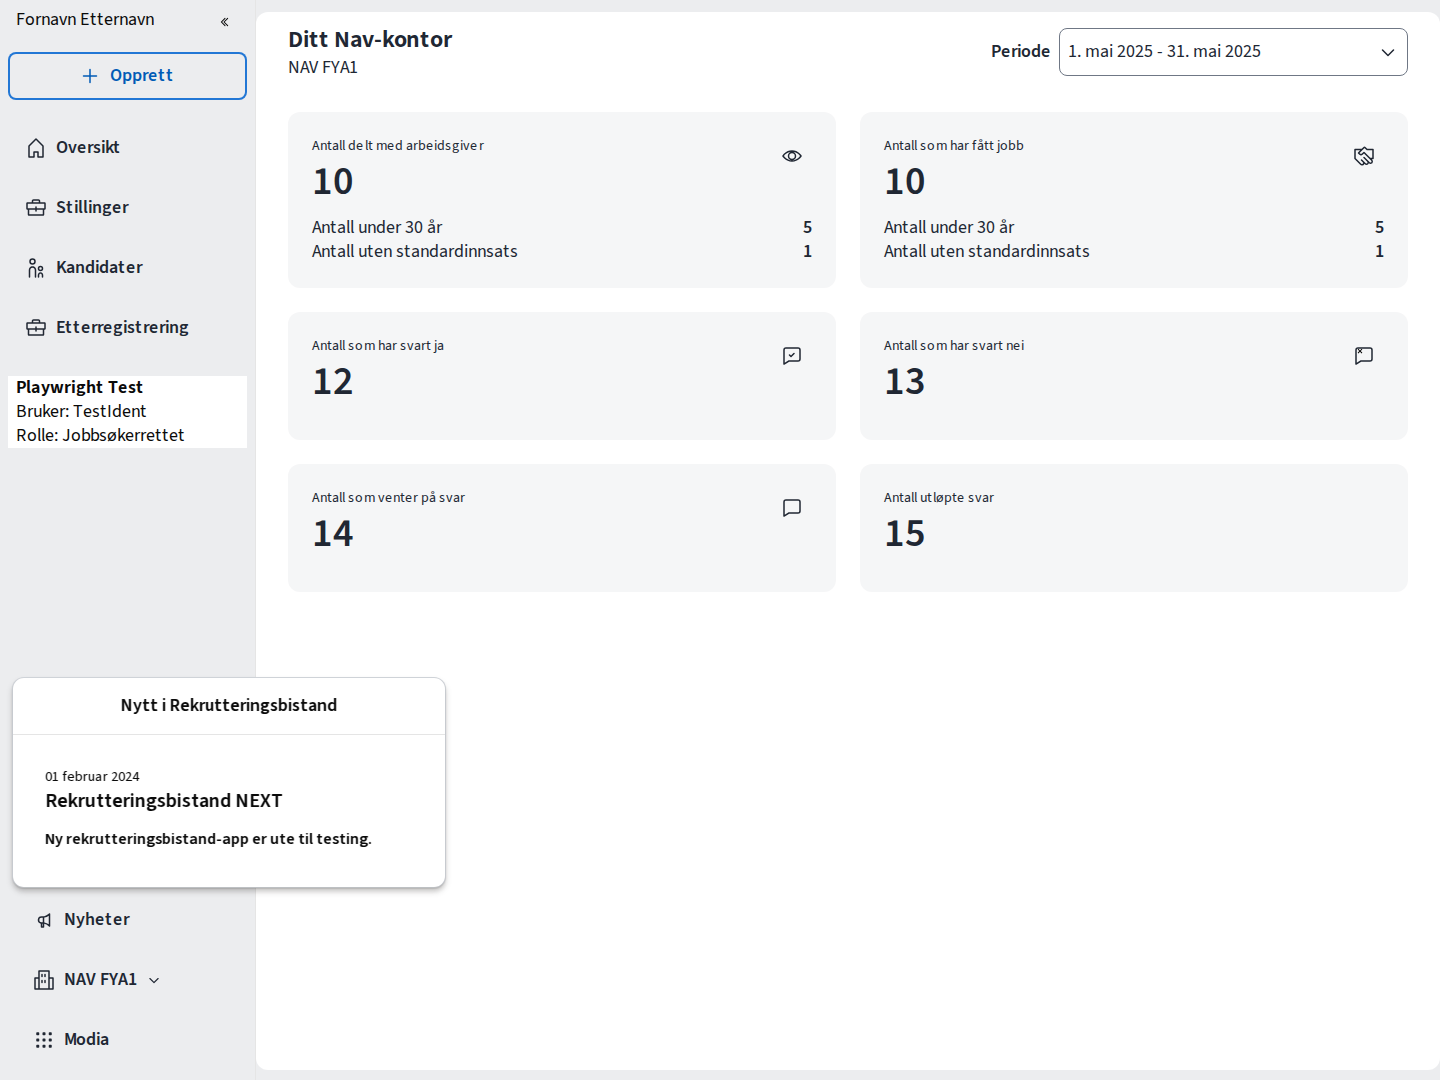 Fornavn Etternavn
Opprett
Oversikt
Stillinger
Kandidater
Etterregistrering
Playwright Test
Bruker: TestIdent
Rolle: Jobbsøkerrettet
Ditt Nav-kontor
NAV FYA1
Periode
1. mai 2025 - 31. mai 2025
Antall delt med arbeidsgiver
10
Antall under 30 år 5
Antall uten standardinnsats 1
Antall som har fått jobb
10
Antall under 30 år 5
Antall uten standardinnsats 1
Antall som har svart ja
12
Antall som har svart nei
13
Antall som venter på svar
14
Antall utløpte svar
15
Nytt i Rekrutteringsbistand
01 februar 2024
Rekrutteringsbistand NEXT
Ny rekrutteringsbistand-app er ute til testing.
Nyheter
NAV FYA1
Modia